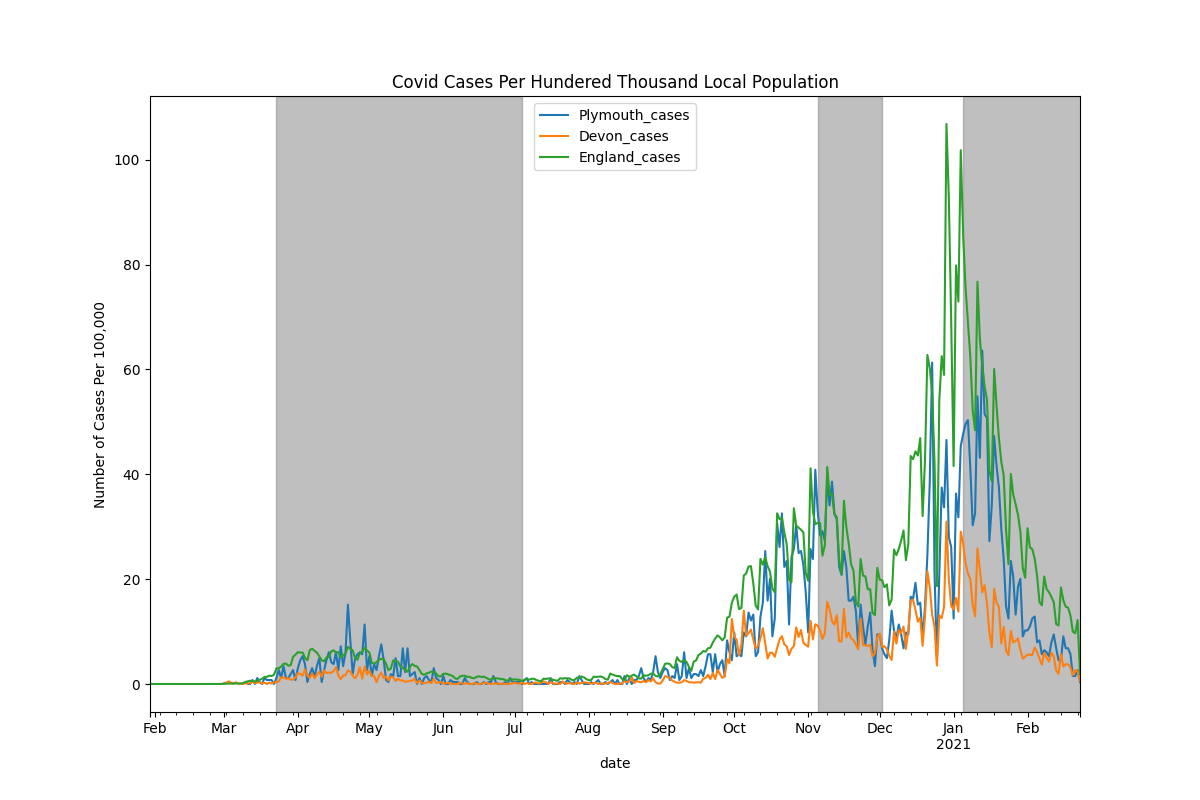 Covid Cases Per Hundered Thousand Local Population
Plymouth_cases
Devon_cases
England_cases
Number of Cases Per 100,000
100
80
60
40
20
0
Feb Mar Apr May Jun Jul Aug Sep Oct Nov Dec Jan Feb
2021
date